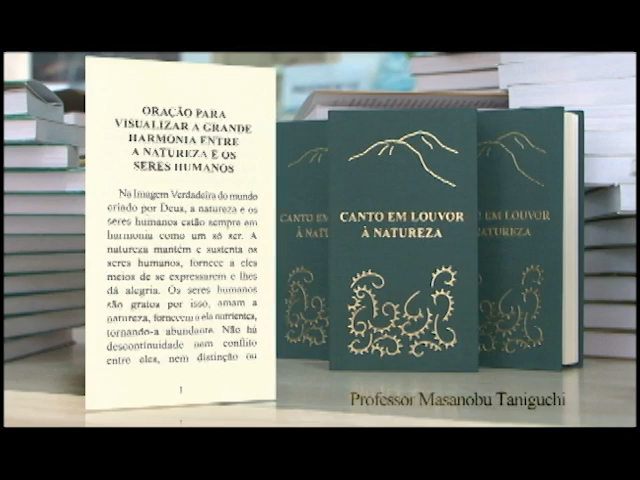 ORAÇÃO PARA
VISUALIZAR A GRANDE
HARMONIA ENTRE
A NATUREZA E OS
SERES HUMANOS
Na Imagem Verdadeira do mundo
criado por Deus, a natureza e os
seres humanos estão sempre em
harmonia como um só ser. A
natureza mantém e sustenta os
seres humanos, fornece a eles
meios de se expressarem e lhes
dá alegria. Os seres humanos
são gratos por isso, amam a
natureza, fornecem a ela nutrientes,
tornando-a abundante. Não há
descontinuidade nem conflito
entre eles, nem distinção ou
1
CANTO EM
À NATU
CANTO EM LOUVOR
À NATUREZA
O EM LOUVOR
NATUREZA
Professor Masanobu Taniguchi